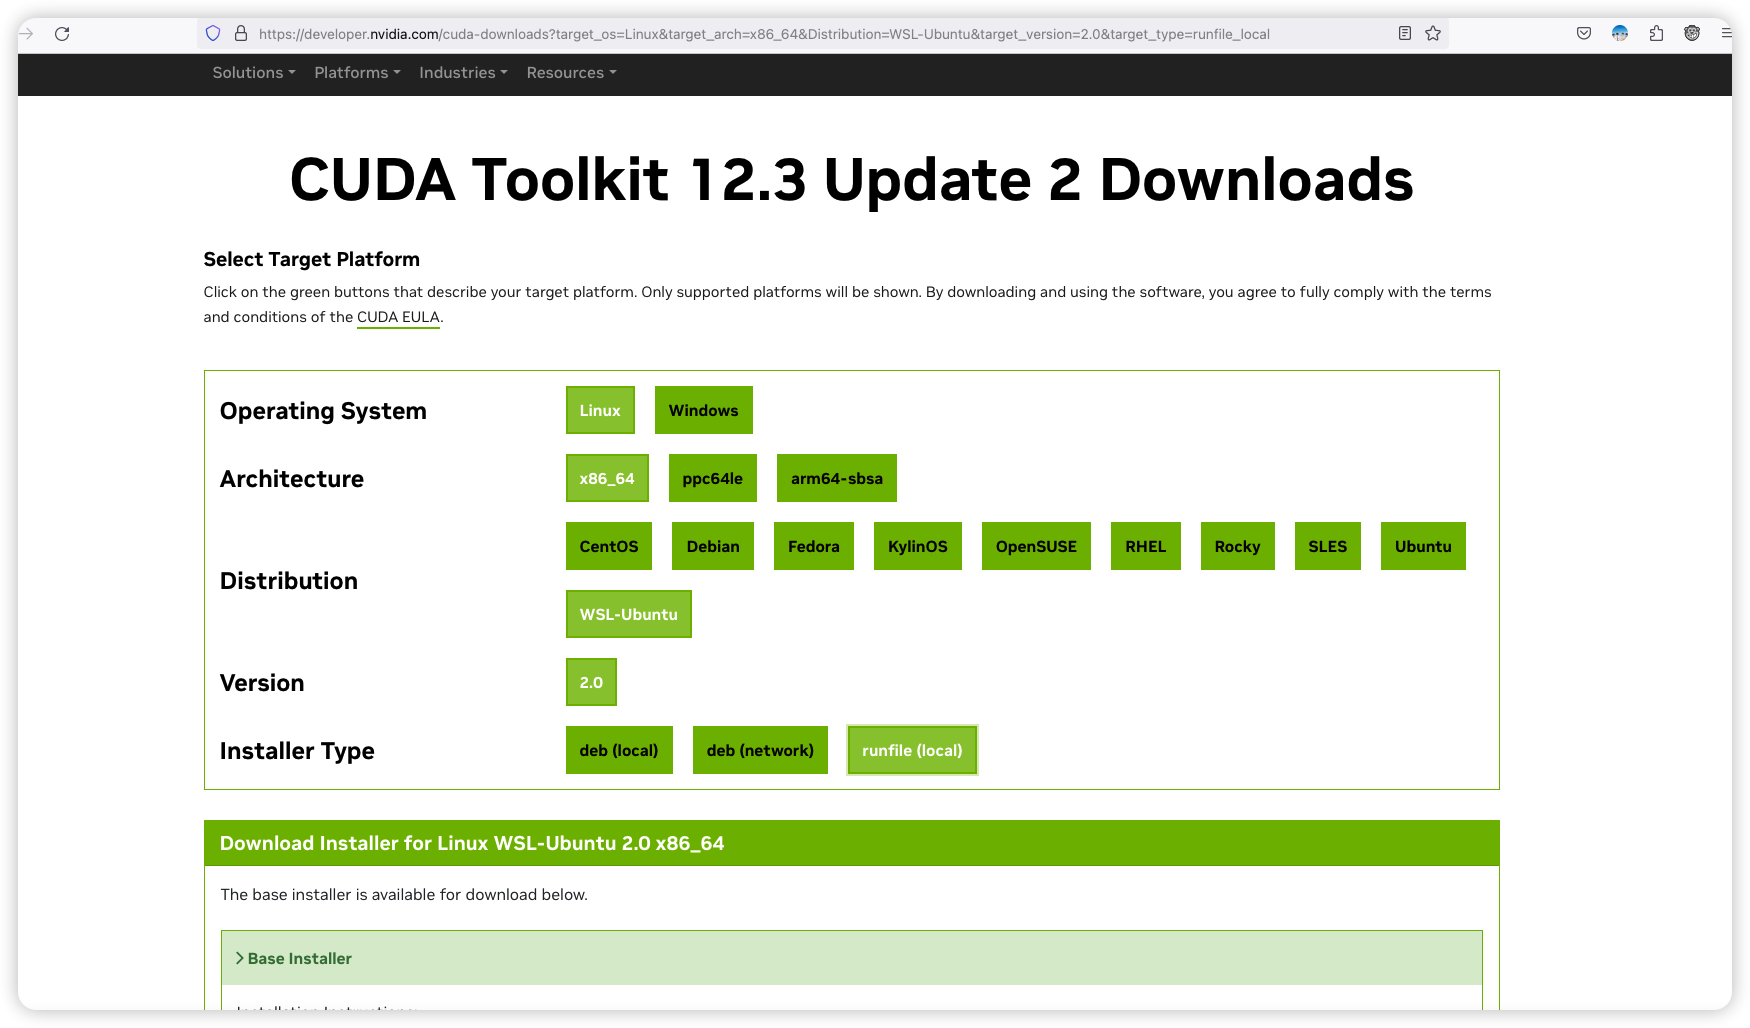 https://developer.nvidia.com/cuda-downloads?target_os=Linux&target_arch=x86_64&Distribution=WSL-Ubuntu&target_version=2.0&target_type=runfile_local
Solutions Platforms Industries Resources
CUDA Toolkit 12.3 Update 2 Downloads
Select Target Platform
Click on the green buttons that describe your target platform. Only supported platforms will be shown. By downloading and using the software, you agree to fully comply with the terms
and conditions of the CUDA EULA.
Operating System Linux Windows
Architecture x86_64 ppc64le arm64-sbsa
Distribution CentOS Debian Fedora KylinOS OpenSUSE RHEL Rocky SLES Ubuntu
WSL-Ubuntu
Version 2.0
Installer Type deb (local) deb (network) runfile (local)
Download Installer for Linux WSL-Ubuntu 2.0 x86_64
The base installer is available for download below.
Base Installer